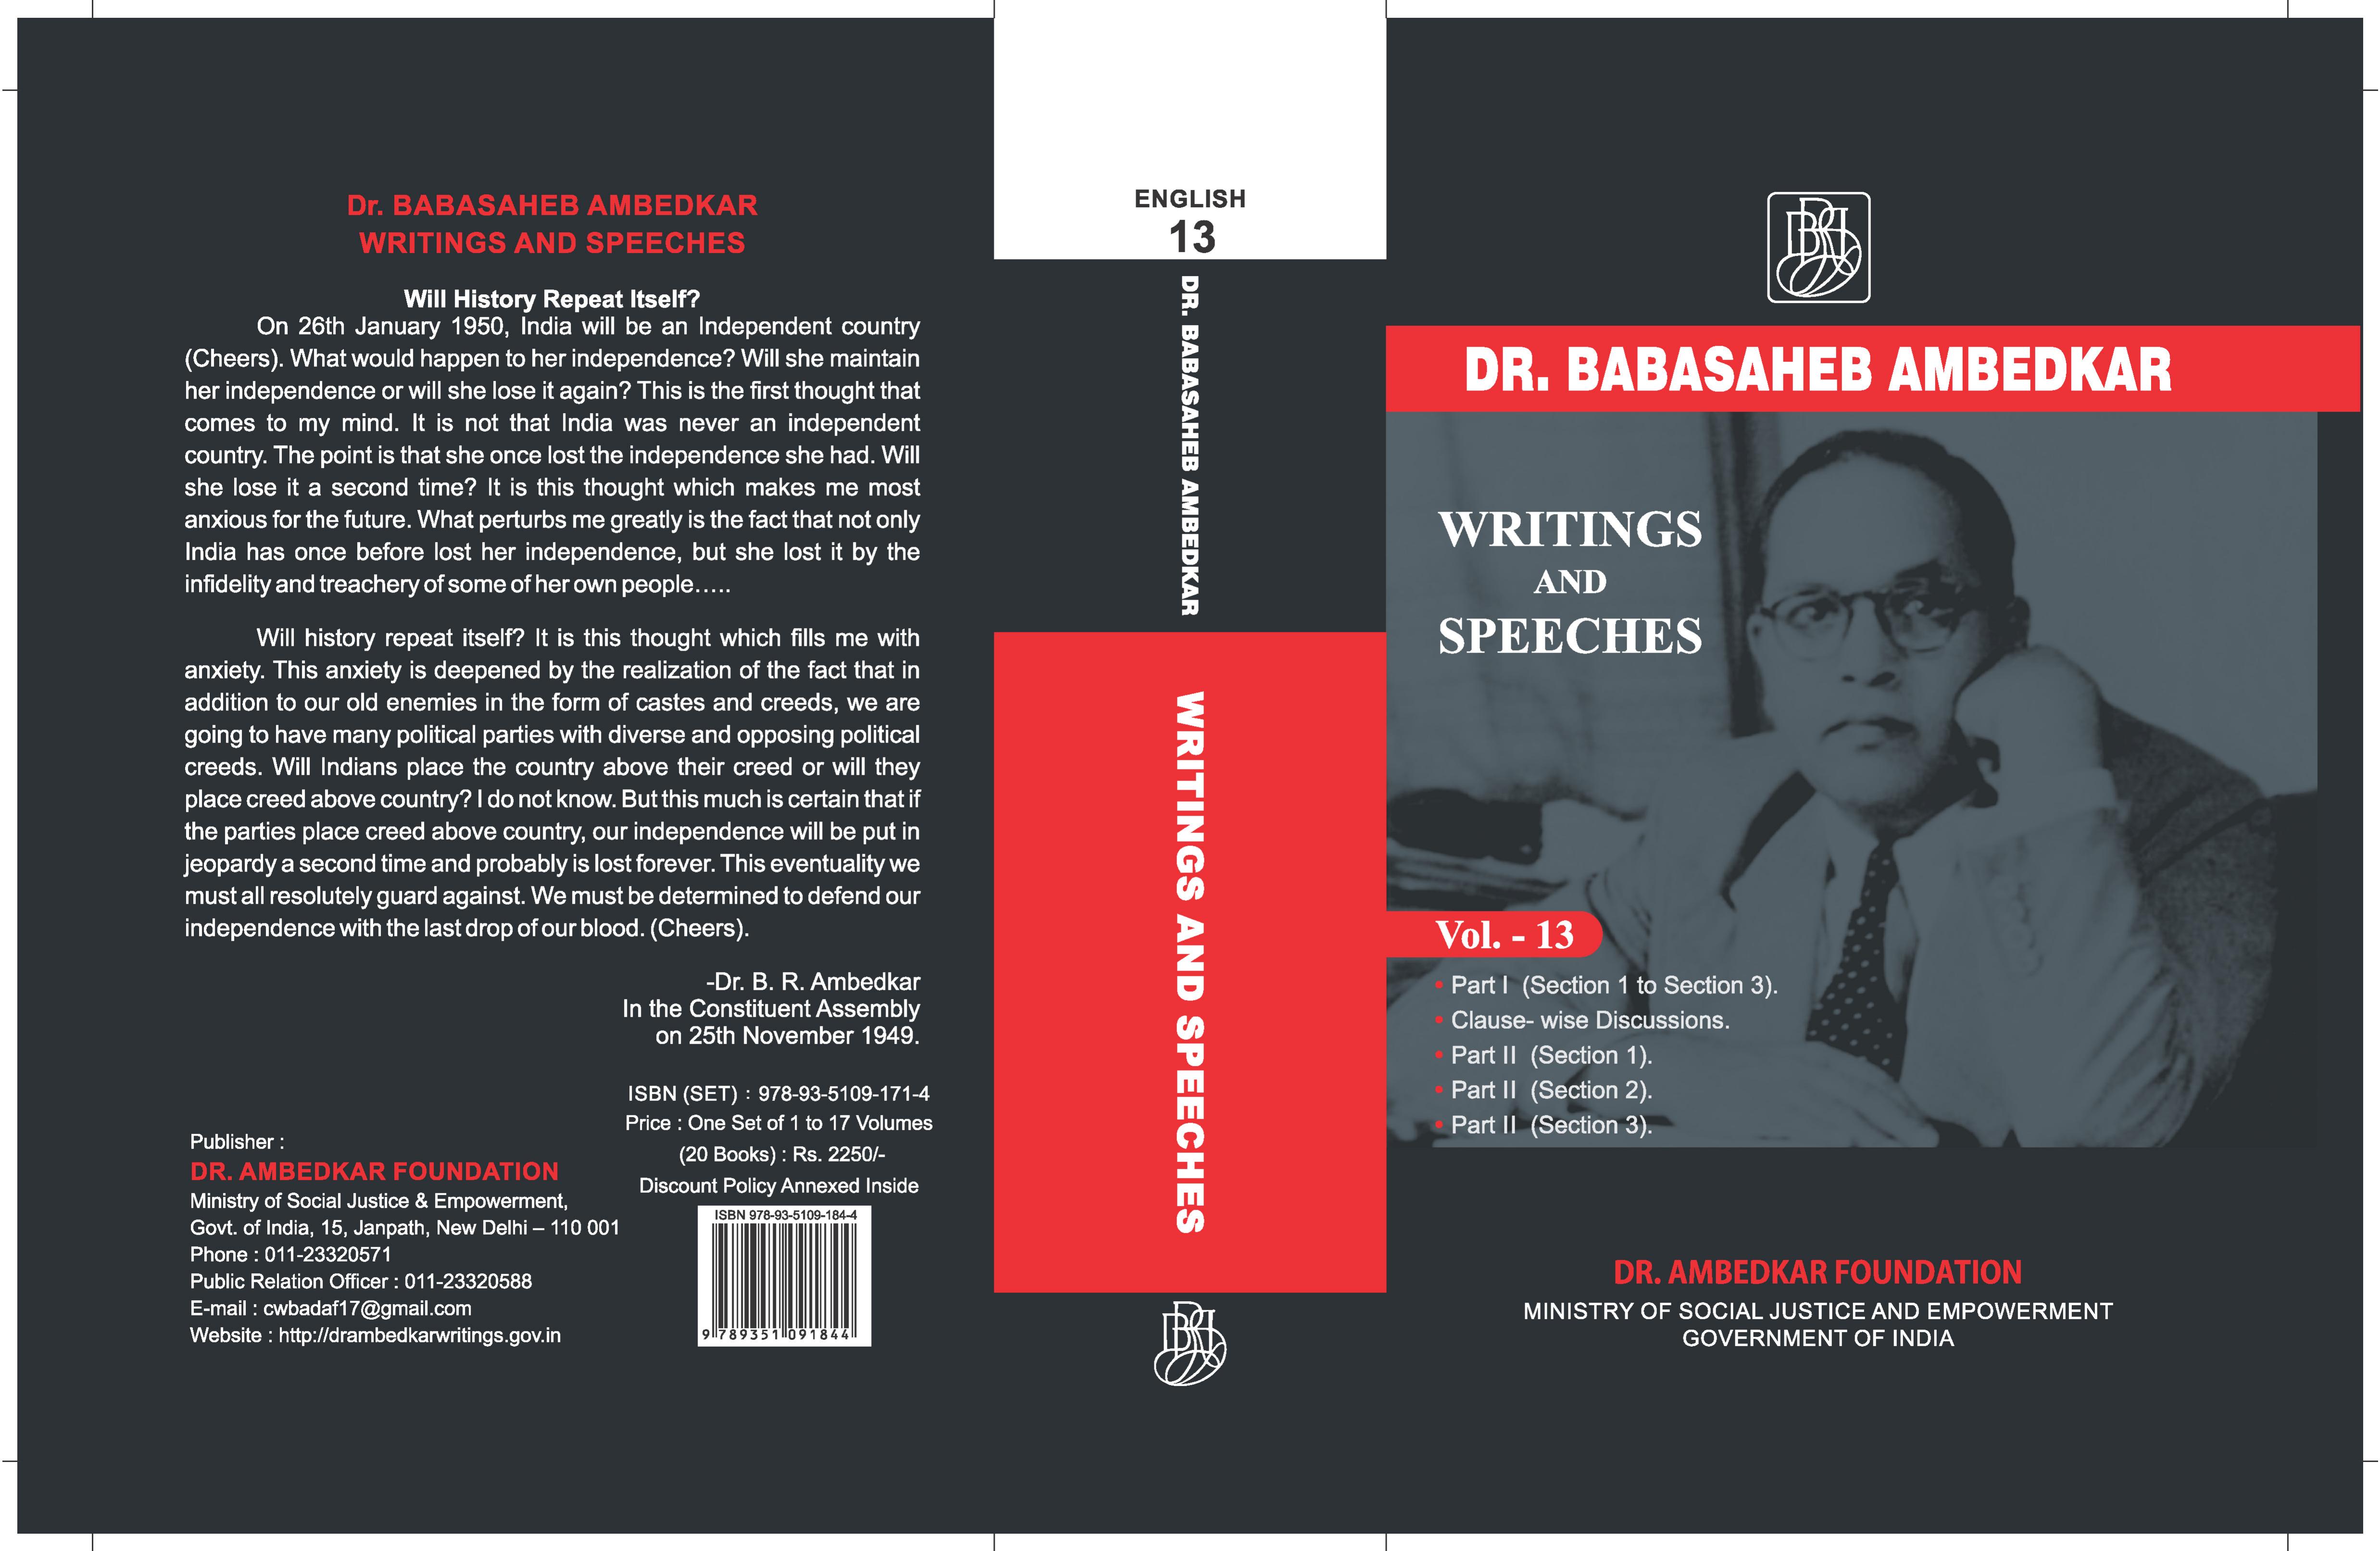 Dr. BABASAHEB AMBEDKAR
WRITINGS AND SPEECHES
Will History Repeat Itself?
On 26th January 1950, India will be an Independent country
(Cheers). What would happen to her independence? Will she maintain
her independence or will she lose it again? This is the first thought that
comes to my mind. It is not that India was never an independent
country. The point is that she once lost the independence she had. Will
she lose it a second time? It is this thought which makes me most
anxious for the future. What perturbs me greatly is the fact that not only
India has once before lost her independence, but she lost it by the
infidelity and treachery of some of her own people.....
Will history repeat itself? It is this thought which fills me with
anxiety. This anxiety is deepened by the realization of the fact that in
addition to our old enemies in the form of castes and creeds, we are
going to have many political parties with diverse and opposing political
creeds. Will Indians place the country above their creed or will they
place creed above country? I do not know. But this much is certain that if
the parties place creed above country, our independence will be put in
jeopardy a second time and probably is lost forever. This eventuality we
must all resolutely guard against. We must be determined to defend our
independence with the last drop of our blood. (Cheers).
-Dr. B. R. Ambedkar
In the Constituent Assembly
on 25th November 1949.
ISBN (SET) : 978-93-5109-171-4
Price : One Set of 1 to 17 Volumes
(20 Books) : Rs. 2250/-
Discount Policy Annexed Inside
ISBN 978-93-5109-184-4
9 789351 091844
Publisher :
DR. AMBEDKAR FOUNDATION
Ministry of Social Justice & Empowerment,
Govt. of India, 15, Janpath, New Delhi – 110 001
Phone : 011-23320571
Public Relation Officer : 011-23320588
E-mail : cwbadaf17@gmail.com
Website : http://drambedkarwritings.gov.in
ENGLISH
13
DR. BABASAHEB AMBEDKAR
WRITINGS AND SPEECHES
DR. BABASAHEB AMBEDKAR
WRITINGS
AND
SPEECHES
Vol. - 13
• Part I (Section 1 to Section 3).
• Clause- wise Discussions.
• Part II (Section 1).
• Part II (Section 2).
• Part II (Section 3).
DR. AMBEDKAR FOUNDATION
MINISTRY OF SOCIAL JUSTICE AND EMPOWERMENT
GOVERNMENT OF INDIA